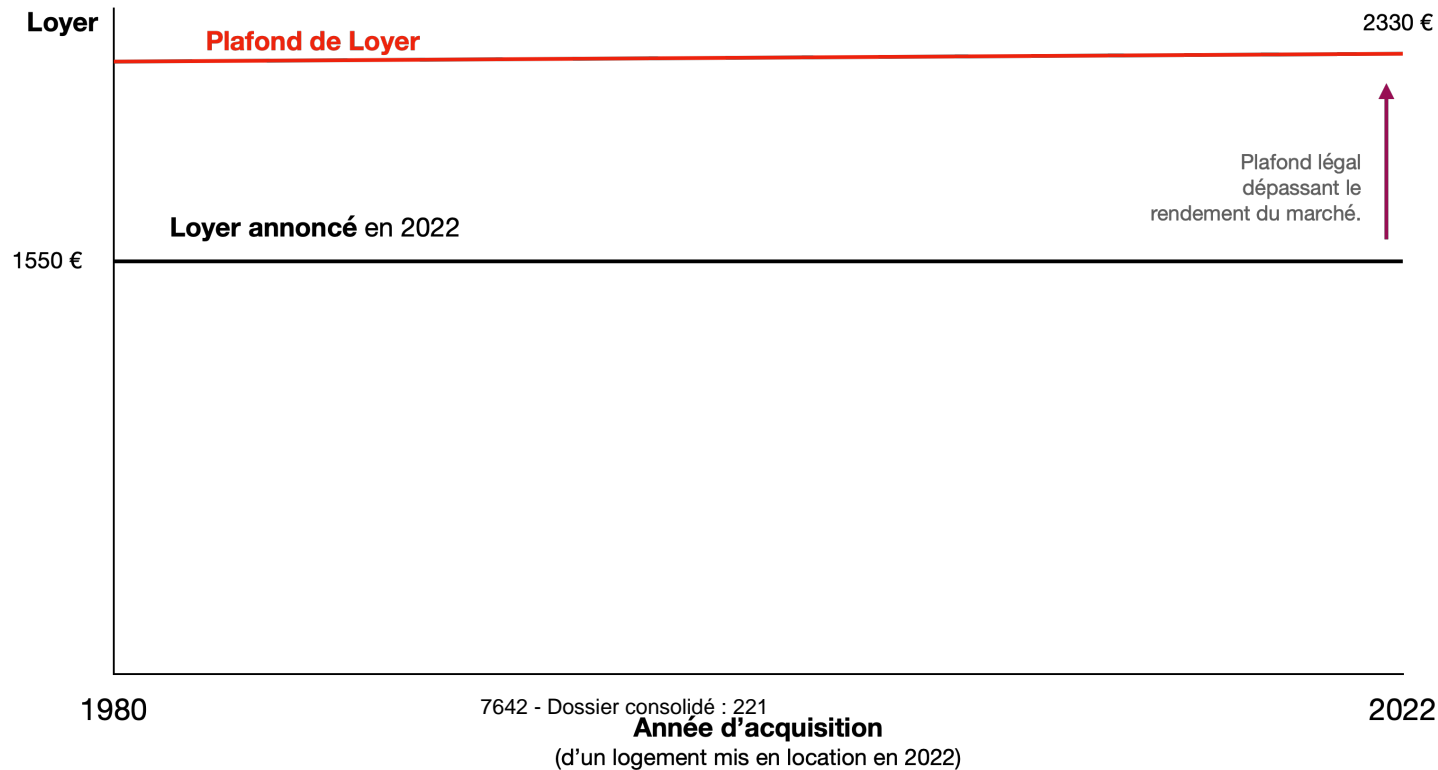 Loyer
2330 €
Plafond de Loyer
Plafond légal
dépassant le
rendement du marché.
Loyer annoncé en 2022
1550 €
1980
7642 - Dossier consolidé : 221
2022
Année d’acquisition
(d’un logement mis en location en 2022)